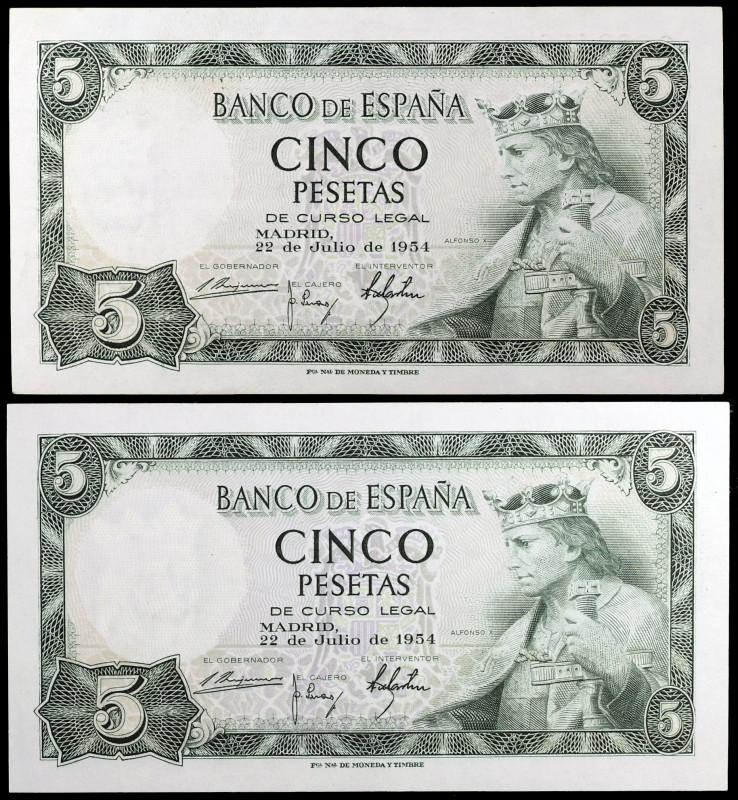 5 5
BANCO DE ESPAÑA
CINCO
PESETAS
DE CURSO LEGAL
MADRID,
22 de Julio de 1954
ALFONSO X
EL GOBERNADOR EL INTERVENTOR
EL CAJERO
5 5
Fca. Nal. DE MONEDA Y TIMBRE
5 5
BANCO DE ESPAÑA
CINCO
PESETAS
DE CURSO LEGAL
MADRID,
22 de Julio de 1954
ALFONSO X
EL GOBERNADOR EL INTERVENTOR
EL CAJERO
5 5
Fca. Nal. DE MONEDA Y TIMBRE